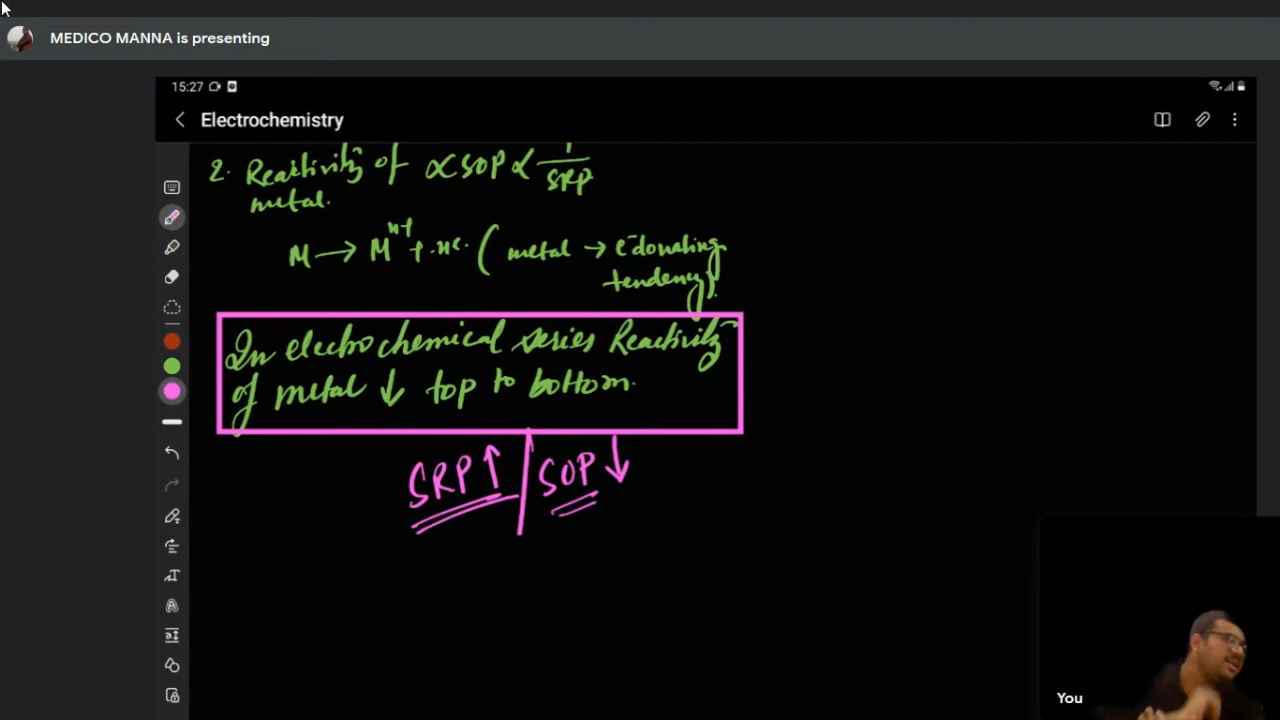 MEDICO MANNA is presenting
15:27
Electrochemistry
2. Reactivity of ∝ SOP ∝ 1/SRP
metal.
M → Mⁿ⁺ + ne⁻ ( metal → e⁻ donating
tendency).
In electrochemical series Reactivity
of metal ↓ top to bottom.
SRP ↑ / SOP ↓
You